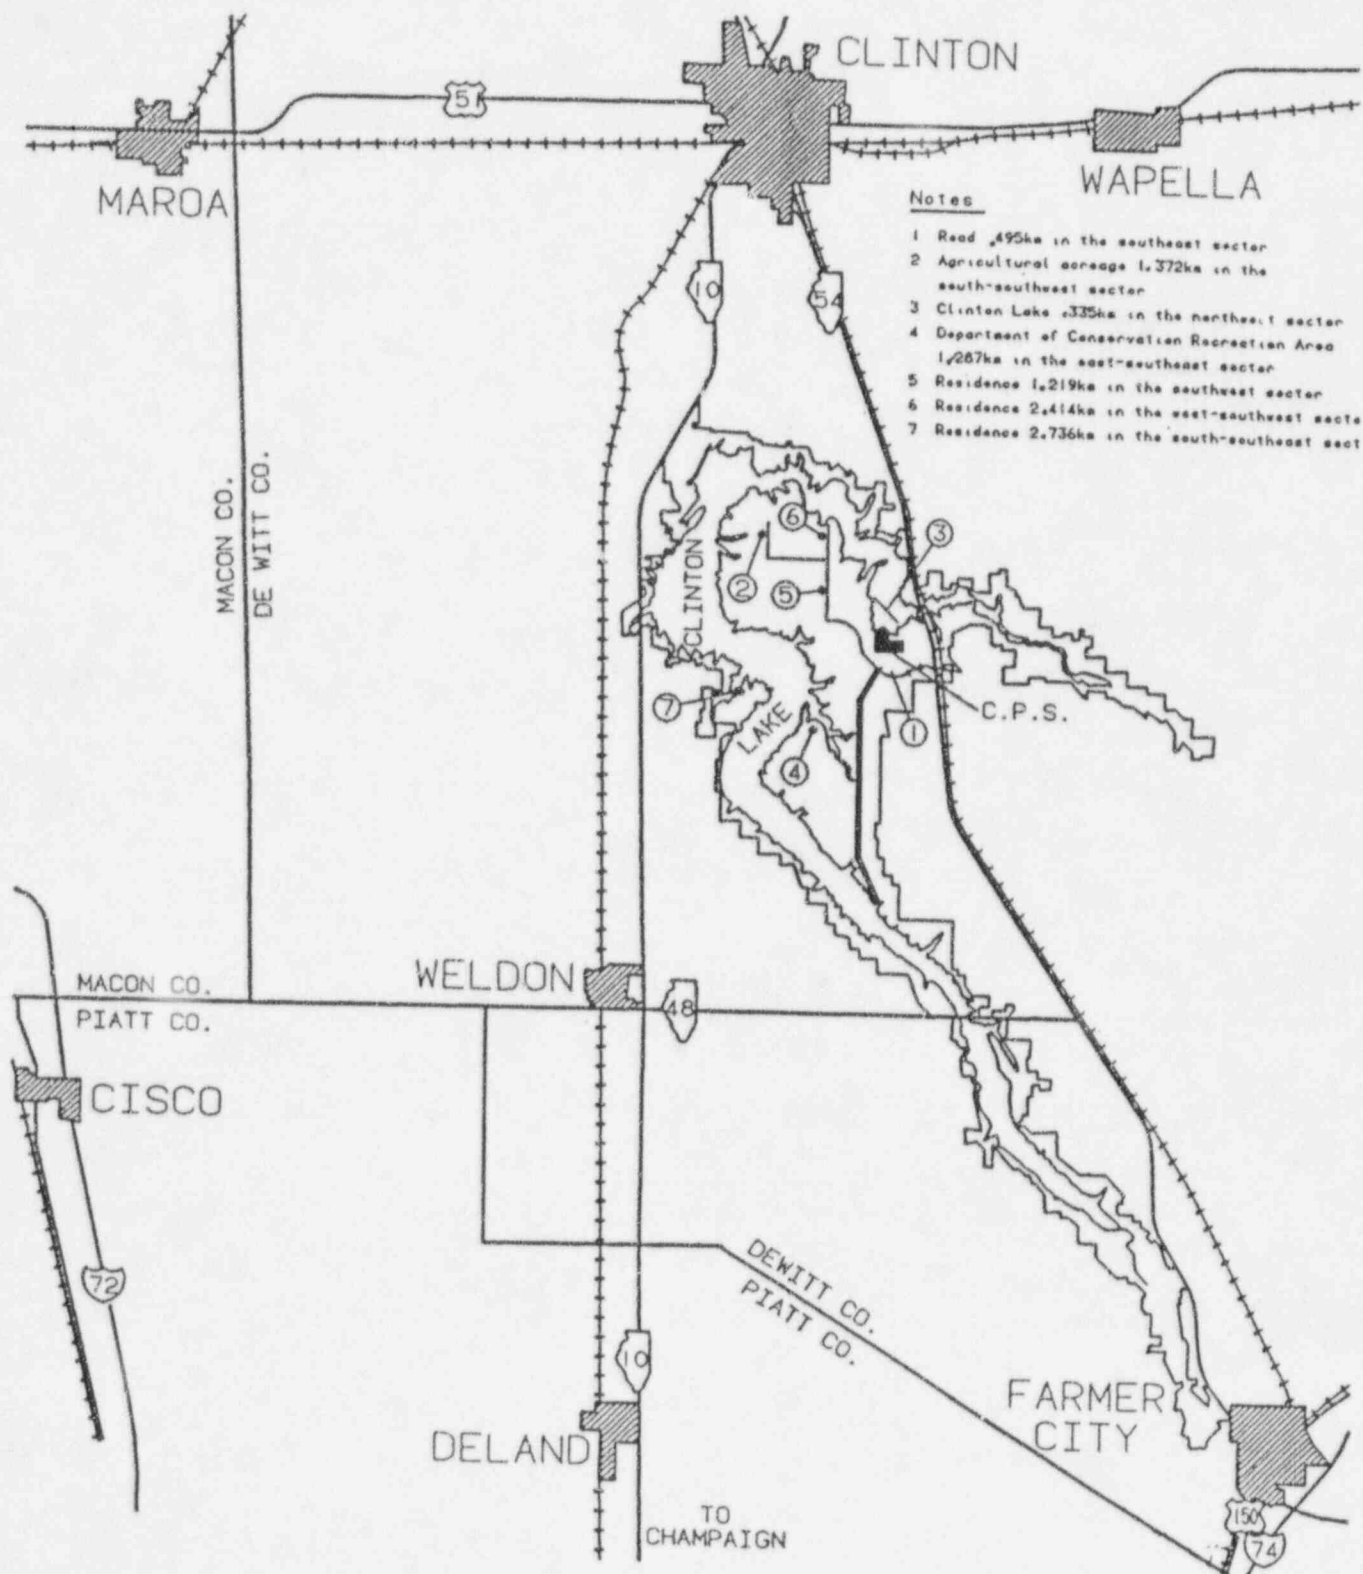 CLINTON
51
MAROA
WAPELLA
Notes
1 Road .495km in the southeast sector
2 Agricultural acreage 1.372km in the
south-southwest sector
3 Clinton Lake .335km in the northwest sector
4 Department of Conservation Recreation Area
1.287km in the east-southeast sector
5 Residence 1.219km in the southwest sector
6 Residence 2.414km in the west-southwest secto
7 Residence 2.736km in the south-southeast sect
10
54
MACON CO.
DE WITT CO.
CLINTON
LAKE
6
3
2
5
7
C.P.S.
1
4
MACON CO.
PIATT CO.
WELDON
48
CISCO
72
DEWITT CO.
PIATT CO.
10
FARMER
CITY
DELAND
TO
CHAMPAIGN
150
74